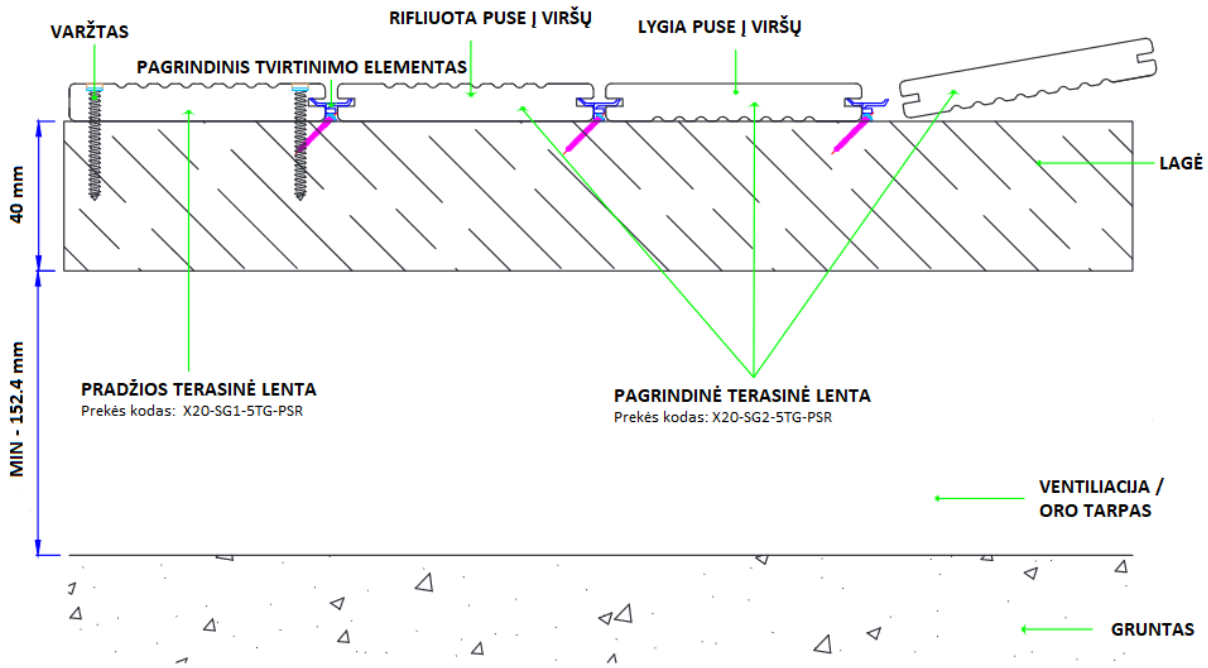 VARŽTAS
RIFLIUOTA PUSE Į VIRŠŲ
LYGIA PUSE Į VIRŠŲ
PAGRINDINIS TVIRTINIMO ELEMENTAS
LAGĖ
40 mm
PRADŽIOS TERASINĖ LENTA
Prekės kodas: X20-SG1-5TG-PSR
PAGRINDINĖ TERASINĖ LENTA
Prekės kodas: X20-SG2-5TG-PSR
MIN - 152.4 mm
VENTILIACIJA /
ORO TARPAS
GRUNTAS